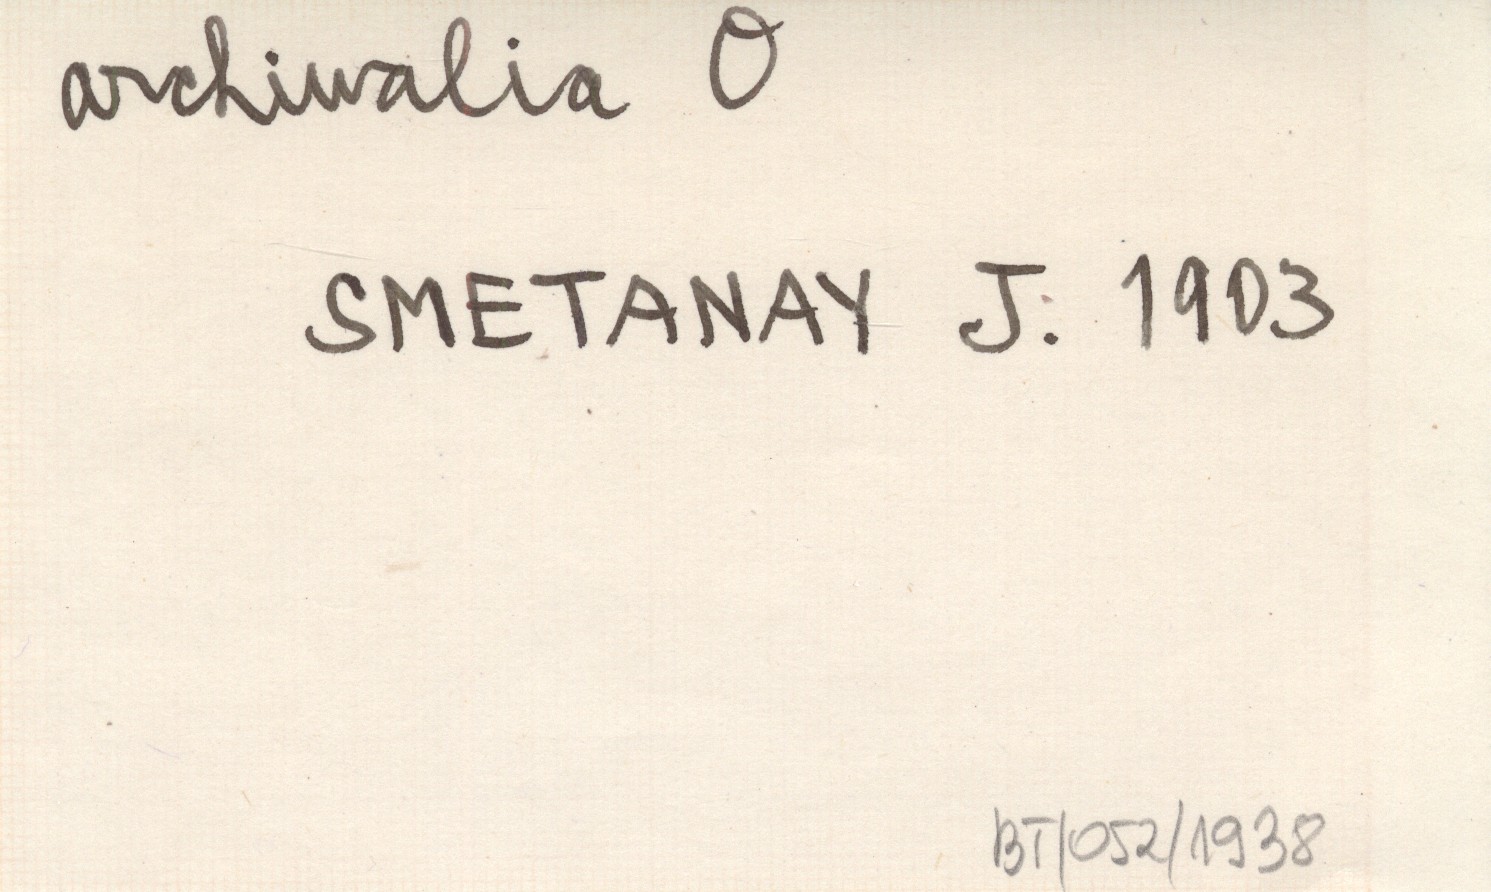 archiwalia O
SMETANAY J. 1903
BT/052/1938